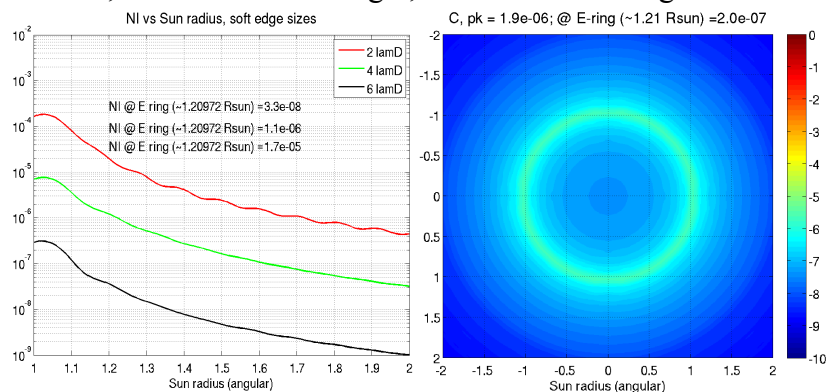 NI vs Sun radius, soft edge sizes
10^-2
10^-3
10^-4
10^-5
10^-6
10^-7
10^-8
10^-9
2 lamD
4 lamD
6 lamD
NI @ E ring (~1.20972 Rsun) =3.3e-08
NI @ E ring (~1.20972 Rsun) =1.1e-06
NI @ E ring (~1.20972 Rsun) =1.7e-05
1 1.1 1.2 1.3 1.4 1.5 1.6 1.7 1.8 1.9 2
Sun radius (angular)
C, pk = 1.9e-06; @ E-ring (~1.21 Rsun) =2.0e-07
-2
-1.5
-1
-0.5
0
0.5
1
1.5
2
-2 -1.5 -1 -0.5 0 0.5 1 1.5 2
Sun radius (angular)
0
-1
-2
-3
-4
-5
-6
-7
-8
-9
-10